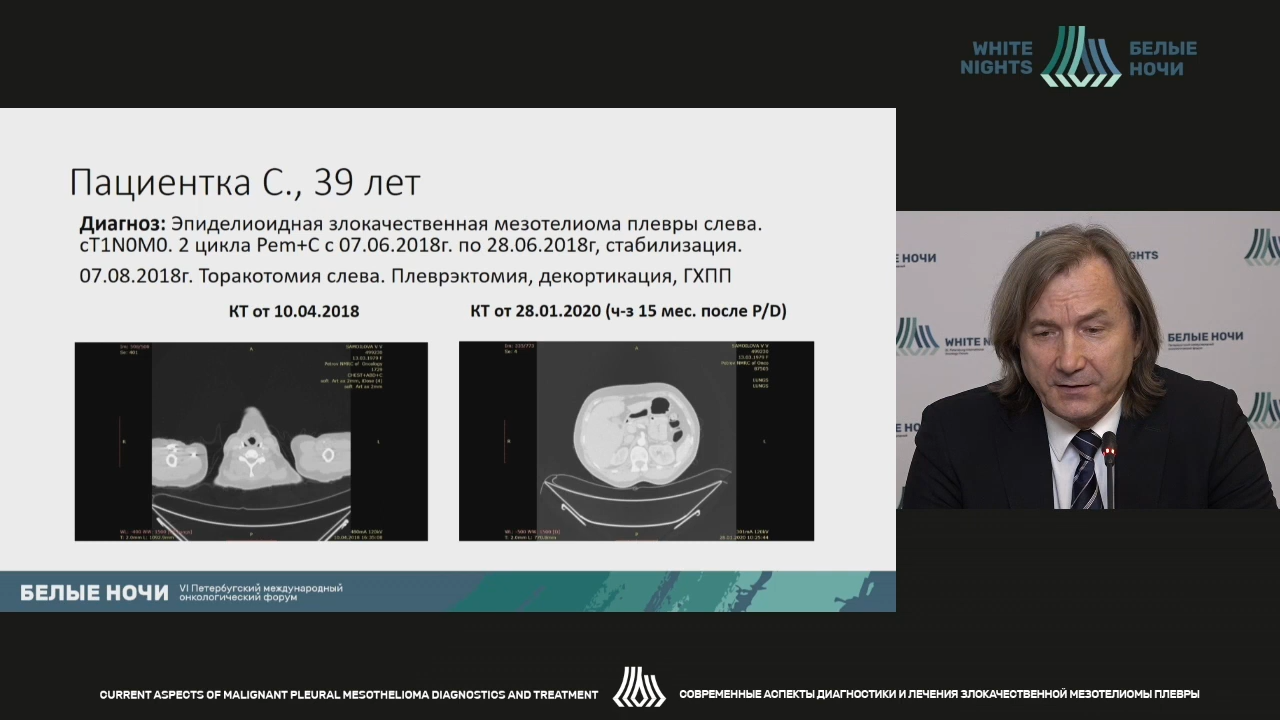 WHITE
NIGHTS
БЕЛЫЕ
НОЧИ
Пациентка С., 39 лет
Диагноз: Эпиделиоидная злокачественная мезотелиома плевры слева.
cT1N0M0. 2 цикла Pem+C с 07.06.2018г. по 28.06.2018г, стабилизация.
07.08.2018г. Торакотомия слева. Плеврэктомия, декортикация, ГХПП
КТ от 10.04.2018
КТ от 28.01.2020 (ч-з 15 мес. после P/D)
НОЧИ
GHTS
WHITE N
БЕЛЫЕ НОЧИ
БЕЛЫЕ НОЧИ
VI Петербугский международный
онкологический форум
CURRENT ASPECTS OF MALIGNANT PLEURAL MESOTHELIOMA DIAGNOSTICS AND TREATMENT
СОВРЕМЕННЫЕ АСПЕКТЫ ДИАГНОСТИКИ И ЛЕЧЕНИЯ ЗЛОКАЧЕСТВЕННОЙ МЕЗОТЕЛИОМЫ ПЛЕВРЫ